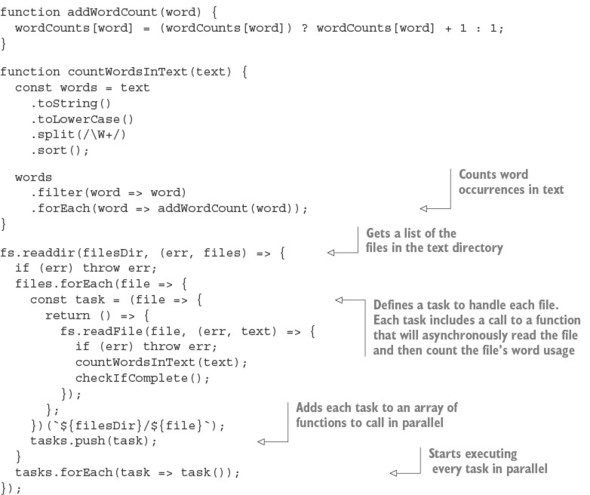 function addWordCount(word) {
  wordCounts[word] = (wordCounts[word]) ? wordCounts[word] + 1 : 1;
}
function countWordsInText(text) {
  const words = text
    .toString()
    .toLowerCase()
    .split(/\W+/)
    .sort();
  words
    .filter(word => word)
    .forEach(word => addWordCount(word));
}
Counts word
occurrences in text
fs.readdir(filesDir, (err, files) => {
  if (err) throw err;
  files.forEach(file => {
    const task = (file => {
      return () => {
        fs.readFile(file, (err, text) => {
          if (err) throw err;
          countWordsInText(text);
          checkIfComplete();
        });
      };
    })(`${filesDir}/${file}`);
    tasks.push(task);
  }
  tasks.forEach(task => task());
});
Gets a list of the
files in the text directory
Defines a task to handle each file.
Each task includes a call to a function
that will asynchronously read the file
and then count the file's word usage
Adds each task to an array of
functions to call in parallel
Starts executing
every task in parallel